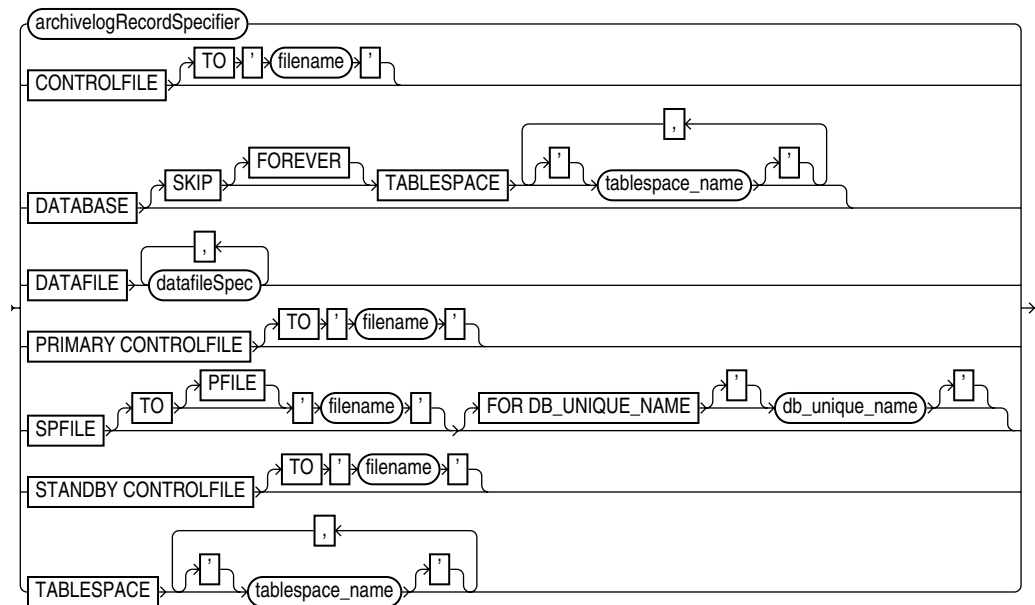 archivelogRecordSpecifier
TO ’ filename ’
CONTROLFILE
,
FOREVER ’ ’
SKIP TABLESPACE tablespace_name
DATABASE
,
DATAFILE datafileSpec
TO ’ filename ’
PRIMARY CONTROLFILE
PFILE ’ ’
TO ’ filename ’ FOR DB_UNIQUE_NAME db_unique_name
SPFILE
TO ’ filename ’
STANDBY CONTROLFILE
,
’ ’
TABLESPACE tablespace_name